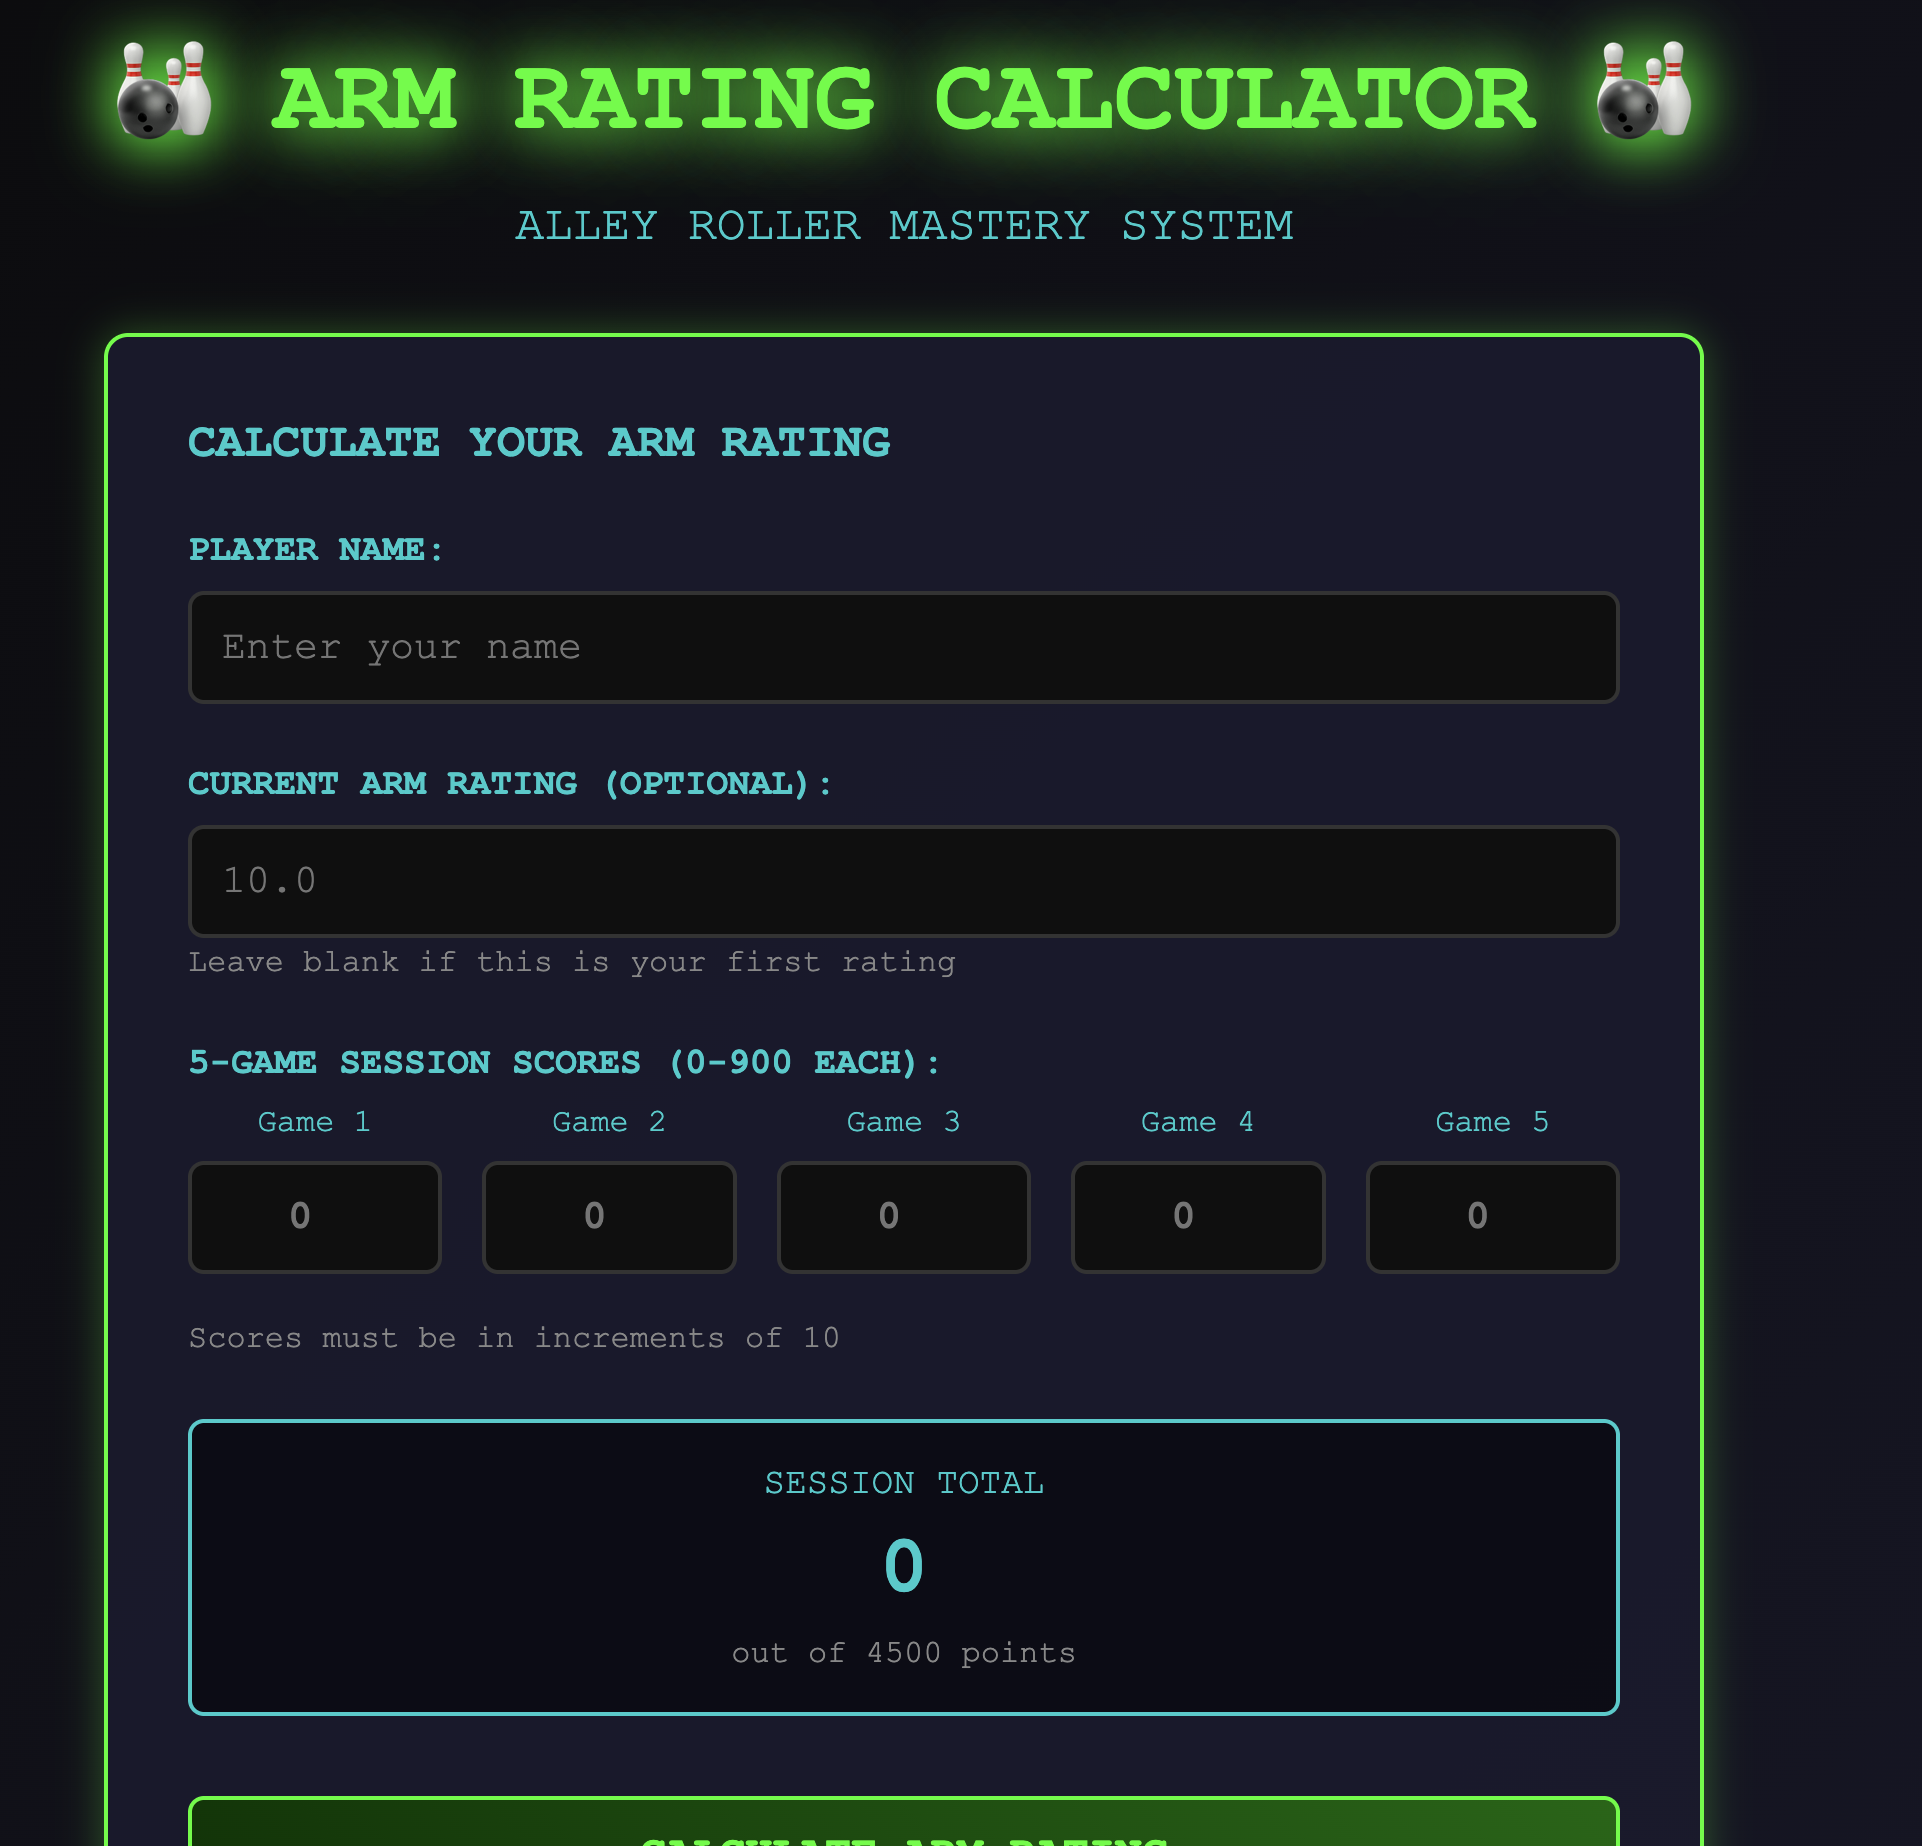 ARM RATING CALCULATOR
ALLEY ROLLER MASTERY SYSTEM
CALCULATE YOUR ARM RATING
PLAYER NAME:
Enter your name
CURRENT ARM RATING (OPTIONAL):
10.0
Leave blank if this is your first rating
5-GAME SESSION SCORES (0-900 EACH):
Game 1 Game 2 Game 3 Game 4 Game 5
0 0 0 0 0
Scores must be in increments of 10
SESSION TOTAL
0
out of 4500 points
CALCULATE ARM RATING